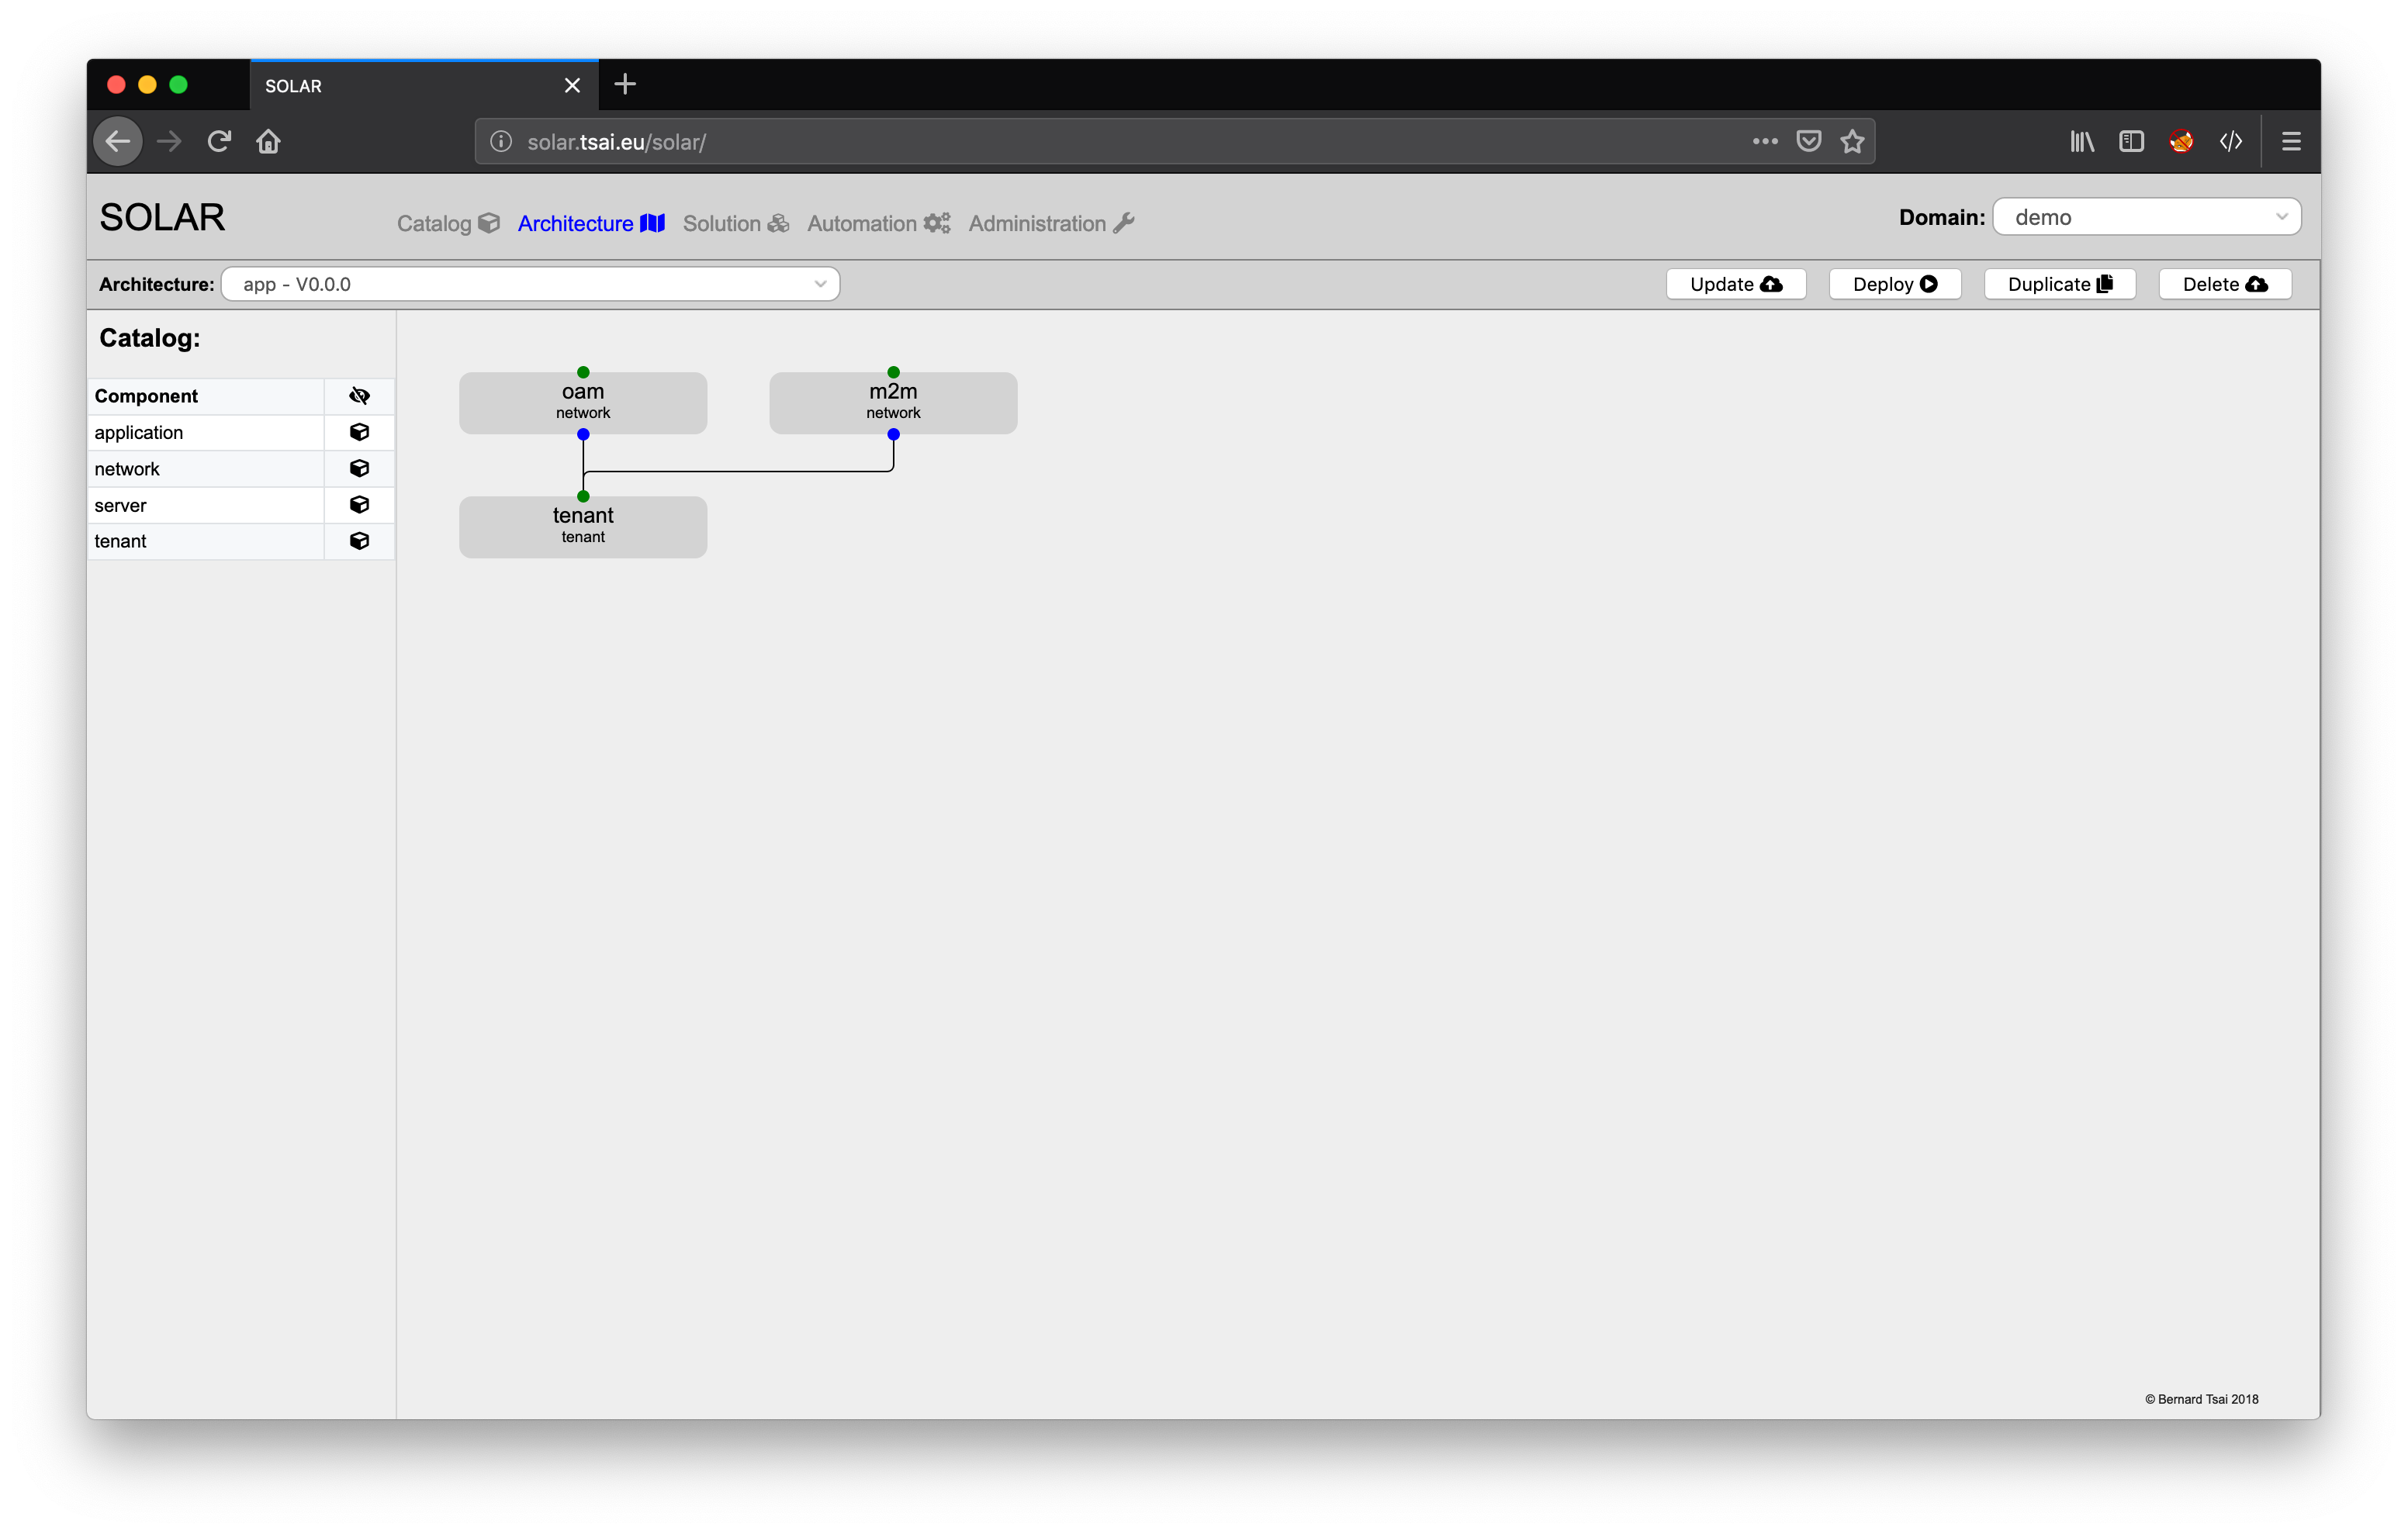 SOLAR
solar.tsai.eu/solar/
SOLAR
Catalog Architecture Solution Automation Administration
Domain: demo
Architecture: app - V0.0.0
Update Deploy Duplicate Delete
Catalog:
Component
application
network
server
tenant
oam
network
m2m
network
tenant
tenant
© Bernard Tsai 2018